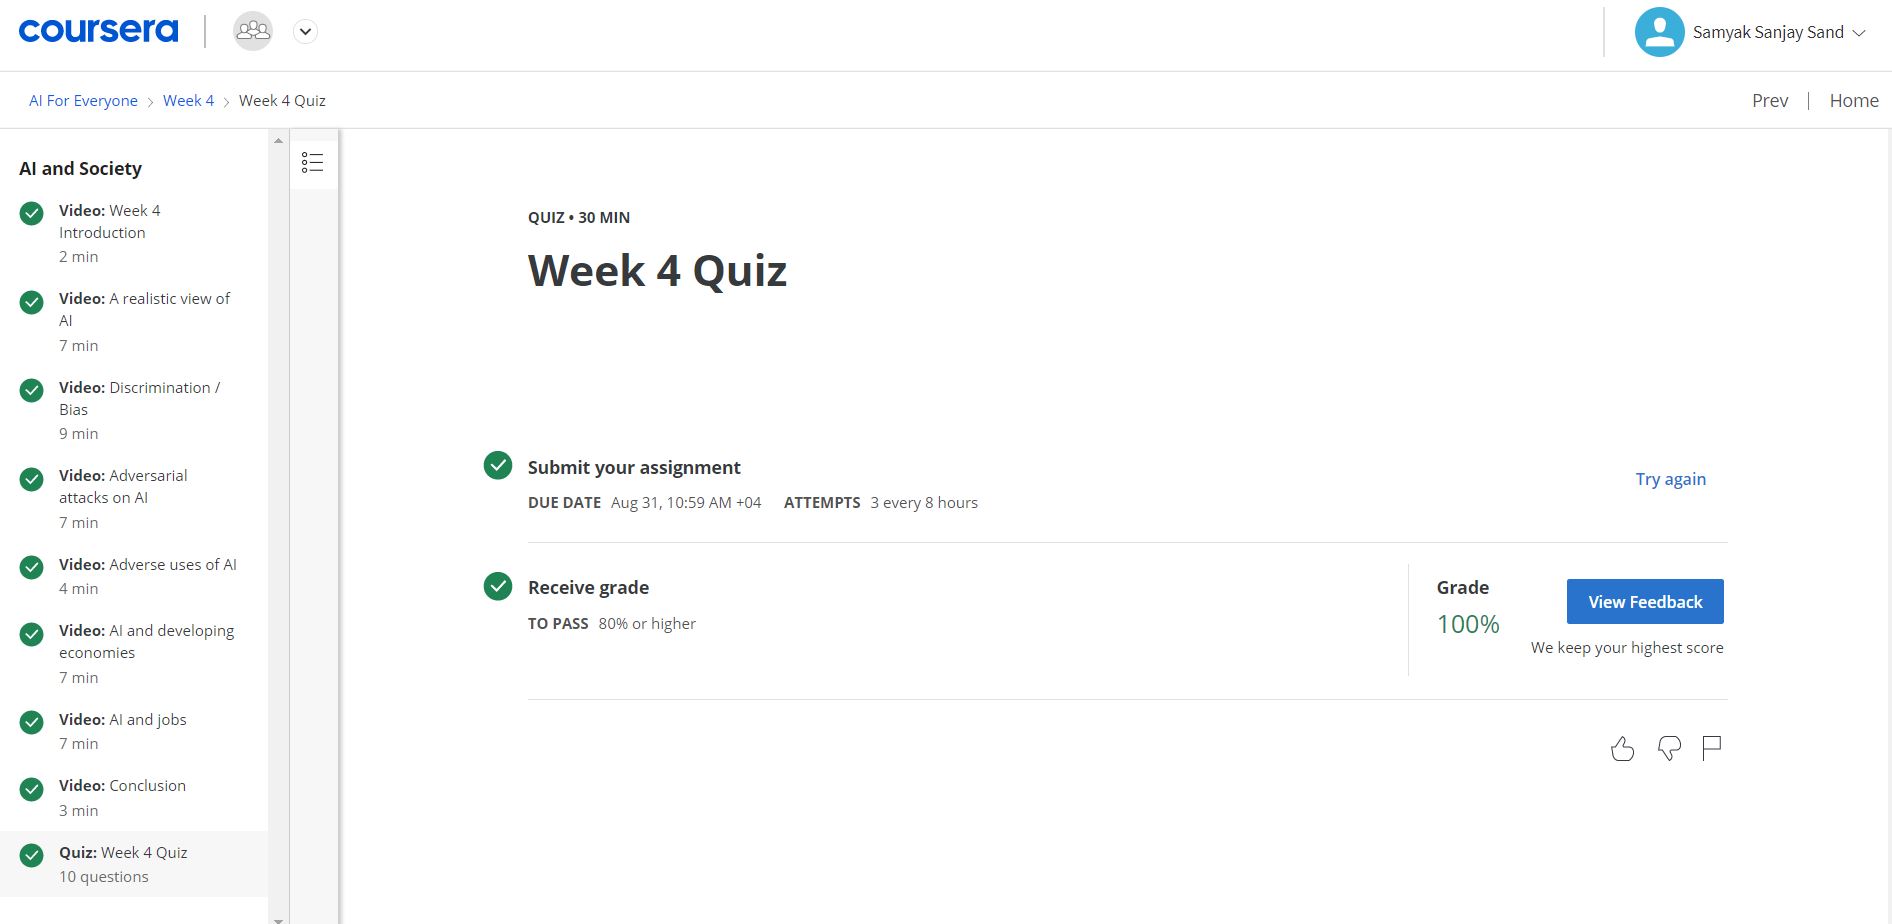 coursera
Samyak Sanjay Sand
AI For Everyone > Week 4 > Week 4 Quiz
Prev | Home
AI and Society
Video: Week 4
Introduction
2 min
Video: A realistic view of
AI
7 min
Video: Discrimination /
Bias
9 min
Video: Adversarial
attacks on AI
7 min
Video: Adverse uses of AI
4 min
Video: AI and developing
economies
7 min
Video: AI and jobs
7 min
Video: Conclusion
3 min
Quiz: Week 4 Quiz
10 questions
QUIZ • 30 MIN
Week 4 Quiz
Submit your assignment
DUE DATE Aug 31, 10:59 AM +04 ATTEMPTS 3 every 8 hours
Try again
Receive grade
TO PASS 80% or higher
Grade
100%
View Feedback
We keep your highest score